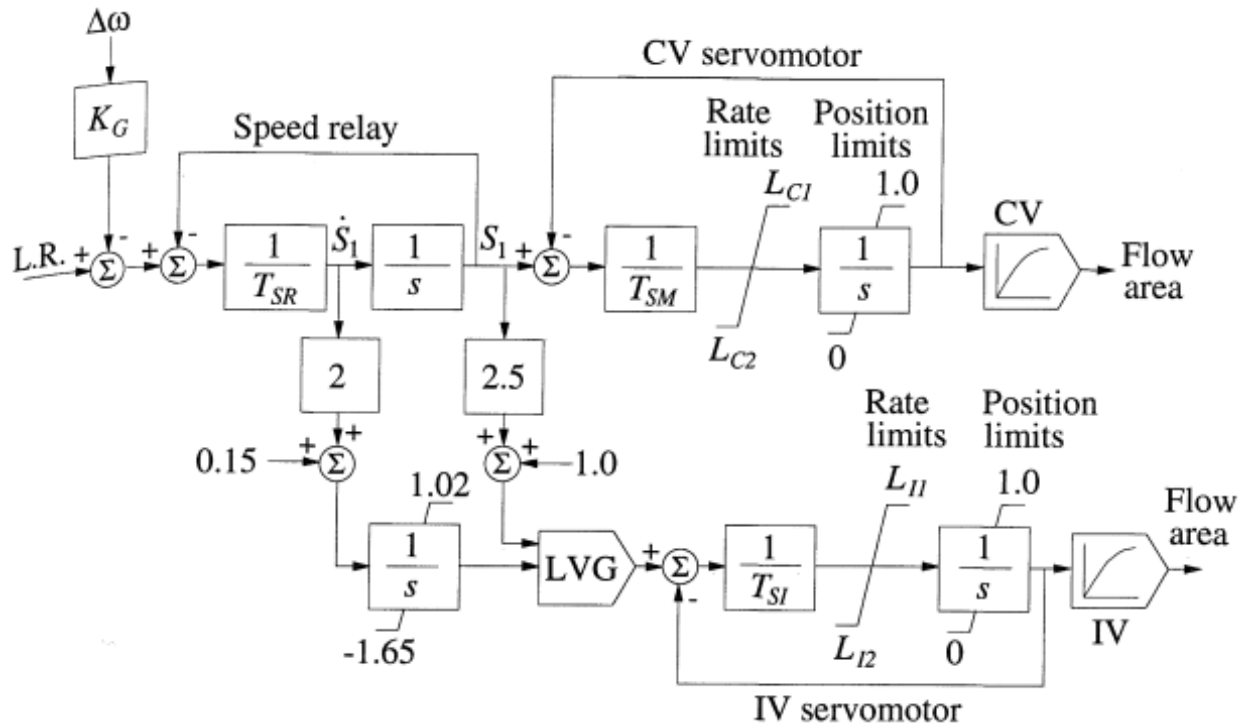 Δω
K_G
CV servomotor
Speed relay
Rate limits
Position limits
L_C1
1.0
CV
L.R.
+
-
Σ
+
-
Σ
1/T_SR
Ṡ₁
1/s
S₁
+
-
Σ
1/T_SM
1/s
Flow area
L_C2
0
2
2.5
Rate limits
Position limits
0.15
+
+
Σ
+
+
Σ
1.0
L_I1
1.0
Flow area
1.02
1/s
LVG
+
-
Σ
1/T_SI
1/s
-1.65
L_I2
0
IV
IV servomotor